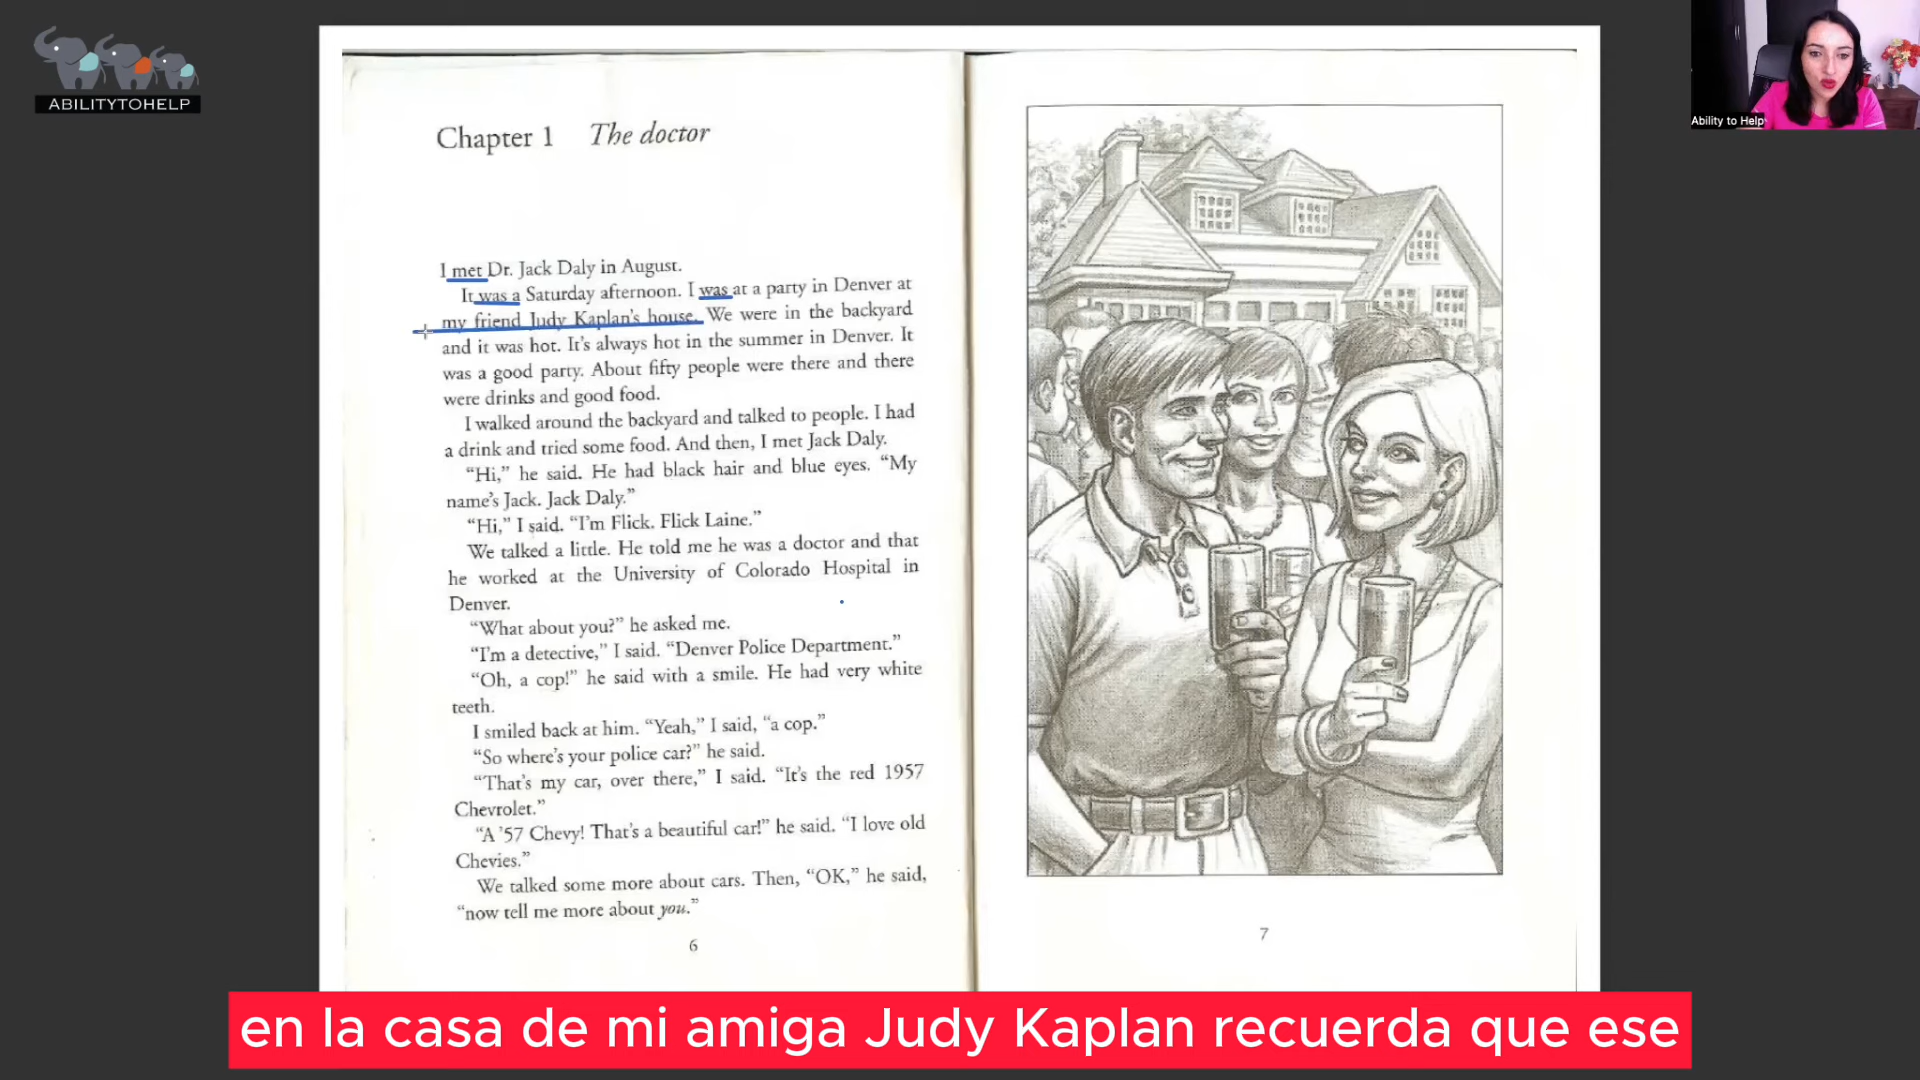 ABILITYTOHELP
Ability to Help
Chapter 1 The doctor
I met Dr. Jack Daly in August.
It was a Saturday afternoon. I was at a party in Denver at
my friend Judy Kaplan's house. We were in the backyard
and it was hot. It's always hot in the summer in Denver. It
was a good party. About fifty people were there and there
were drinks and good food.
I walked around the backyard and talked to people. I had
a drink and tried some food. And then, I met Jack Daly.
“Hi,” he said. He had black hair and blue eyes. “My
name's Jack. Jack Daly.”
“Hi,” I said. “I'm Flick. Flick Laine.”
We talked a little. He told me he was a doctor and that
he worked at the University of Colorado Hospital in
Denver.
“What about you?” he asked me.
“I'm a detective,” I said. “Denver Police Department.”
“Oh, a cop!” he said with a smile. He had very white
teeth.
I smiled back at him. “Yeah,” I said, “a cop.”
“So where's your police car?” he said.
“That's my car, over there,” I said. “It's the red 1957
Chevrolet.”
“A '57 Chevy! That's a beautiful car!” he said. “I love old
Chevies.”
We talked some more about cars. Then, “OK,” he said,
“now tell me more about you.”
6
7
en la casa de mi amiga Judy Kaplan recuerda que ese